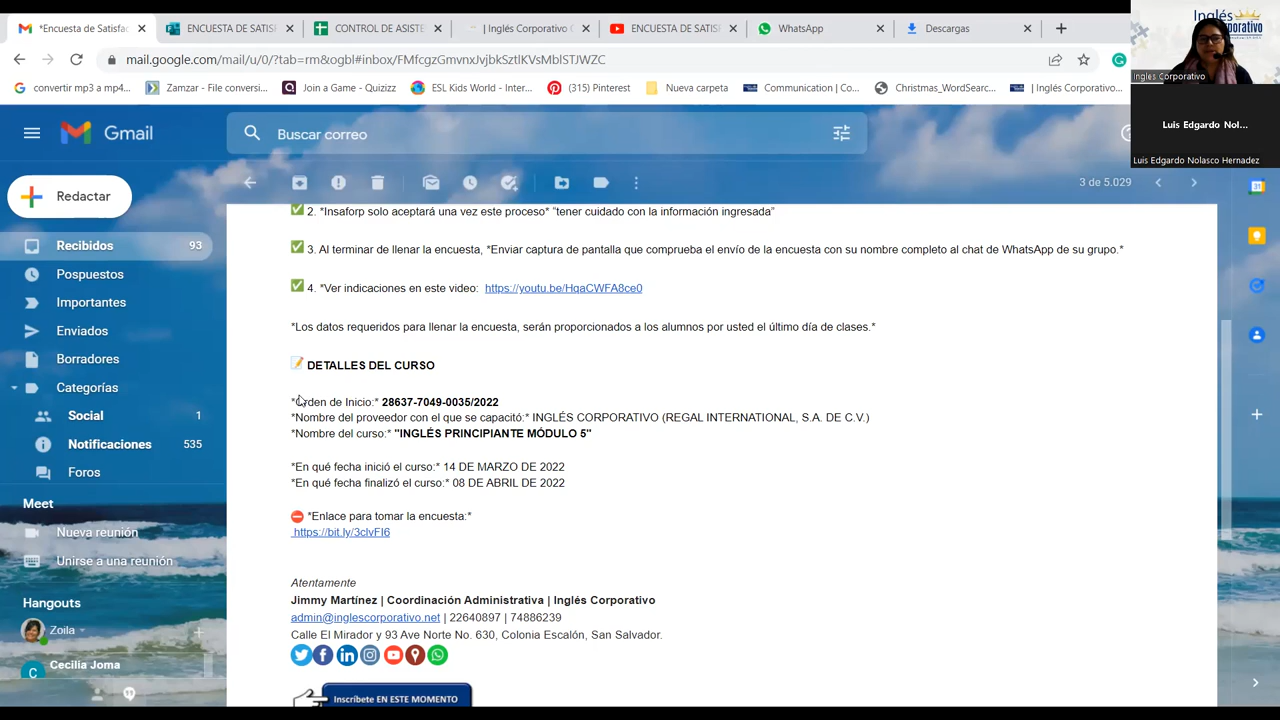 *Encuesta de Satisfac
ENCUESTA DE SATISF
CONTROL DE ASISTE
| Inglés Corporativo C
ENCUESTA DE SATIS
WhatsApp
Descargas
mail.google.com/mail/u/0/?tab=rm&ogbl#inbox/FMfcgzGmvnxJvjbkSztlKVsMblSTJWZC
convertir mp3 a mp4...
Zamzar - File conversi...
Join a Game - Quizizz
ESL Kids World - Inter...
(315) Pinterest
Nueva carpeta
Communication | Co...
Christmas_WordSearc...
| Inglés Corporativo...
Inglés
Ingles Corporativo
Luis Edgardo Nol...
Luis Edgardo Nolasco Hernadez
Gmail
Buscar correo
Redactar
3 de 5.029
Recibidos 93
Pospuestos
Importantes
Enviados
Borradores
Categorías
Social 1
Notificaciones 535
Foros
Meet
Nueva reunión
Unirse a una reunión
Hangouts
Zoila
Cecilia Joma
2. *Insaforp solo aceptará una vez este proceso* "tener cuidado con la información ingresada"
3. Al terminar de llenar la encuesta, *Enviar captura de pantalla que comprueba el envío de la encuesta con su nombre completo al chat de WhatsApp de su grupo.*
4. *Ver indicaciones en este video: https://youtu.be/HqaCWFA8ce0
*Los datos requeridos para llenar la encuesta, serán proporcionados a los alumnos por usted el último día de clases.*
DETALLES DEL CURSO
*Orden de Inicio:* 28637-7049-0035/2022
*Nombre del proveedor con el que se capacitó:* INGLÉS CORPORATIVO (REGAL INTERNATIONAL, S.A. DE C.V.)
*Nombre del curso:* "INGLÉS PRINCIPIANTE MÓDULO 5"
*En qué fecha inició el curso:* 14 DE MARZO DE 2022
*En qué fecha finalizó el curso:* 08 DE ABRIL DE 2022
*Enlace para tomar la encuesta:*
https://bit.ly/3clvFI6
Atentamente
Jimmy Martínez | Coordinación Administrativa | Inglés Corporativo
admin@inglescorporativo.net | 22640897 | 74886239
Calle El Mirador y 93 Ave Norte No. 630, Colonia Escalón, San Salvador.
Inscríbete EN ESTE MOMENTO